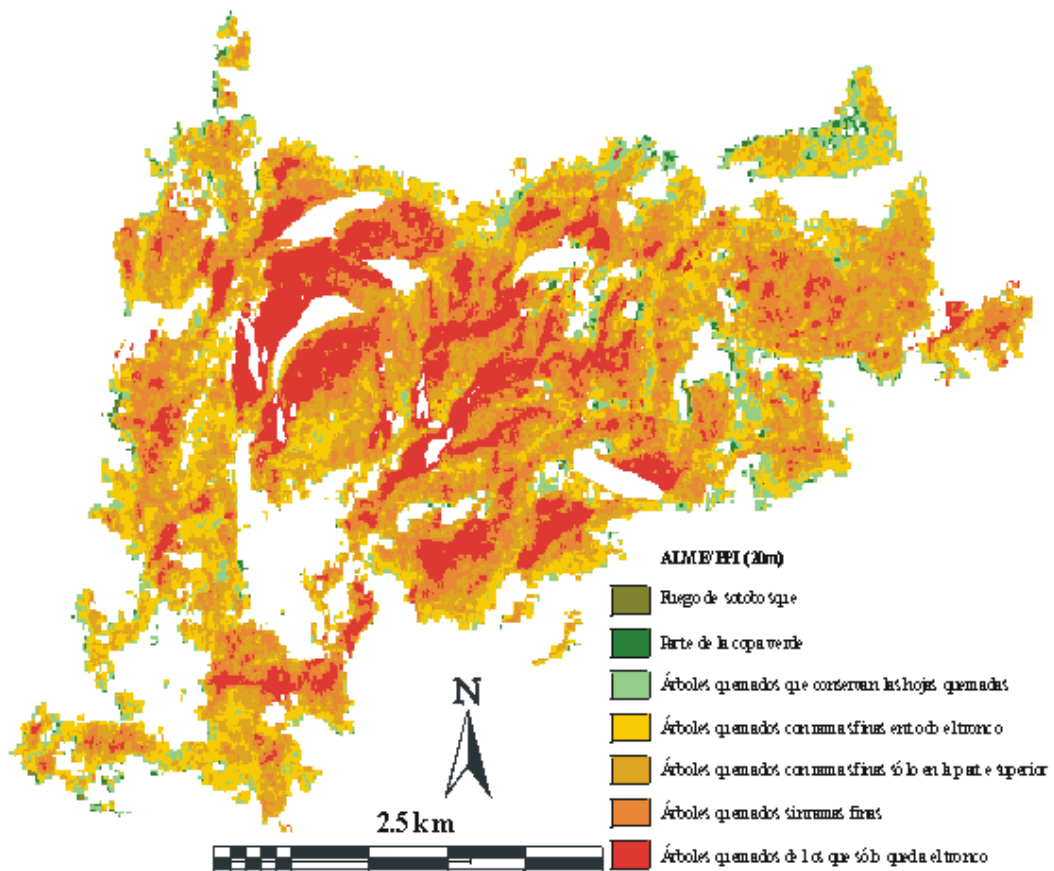 ALME/EPI (20m)
Fuego de sotobosque
Parte de la copa verde
Árboles quemados que conservan las hojas quemadas
Árboles quemados con ramas finas en todo el tronco
Árboles quemados con ramas finas sólo en la parte superior
Árboles quemados sin ramas finas
Árboles quemados de los que sólo queda el tronco
N
2.5 km